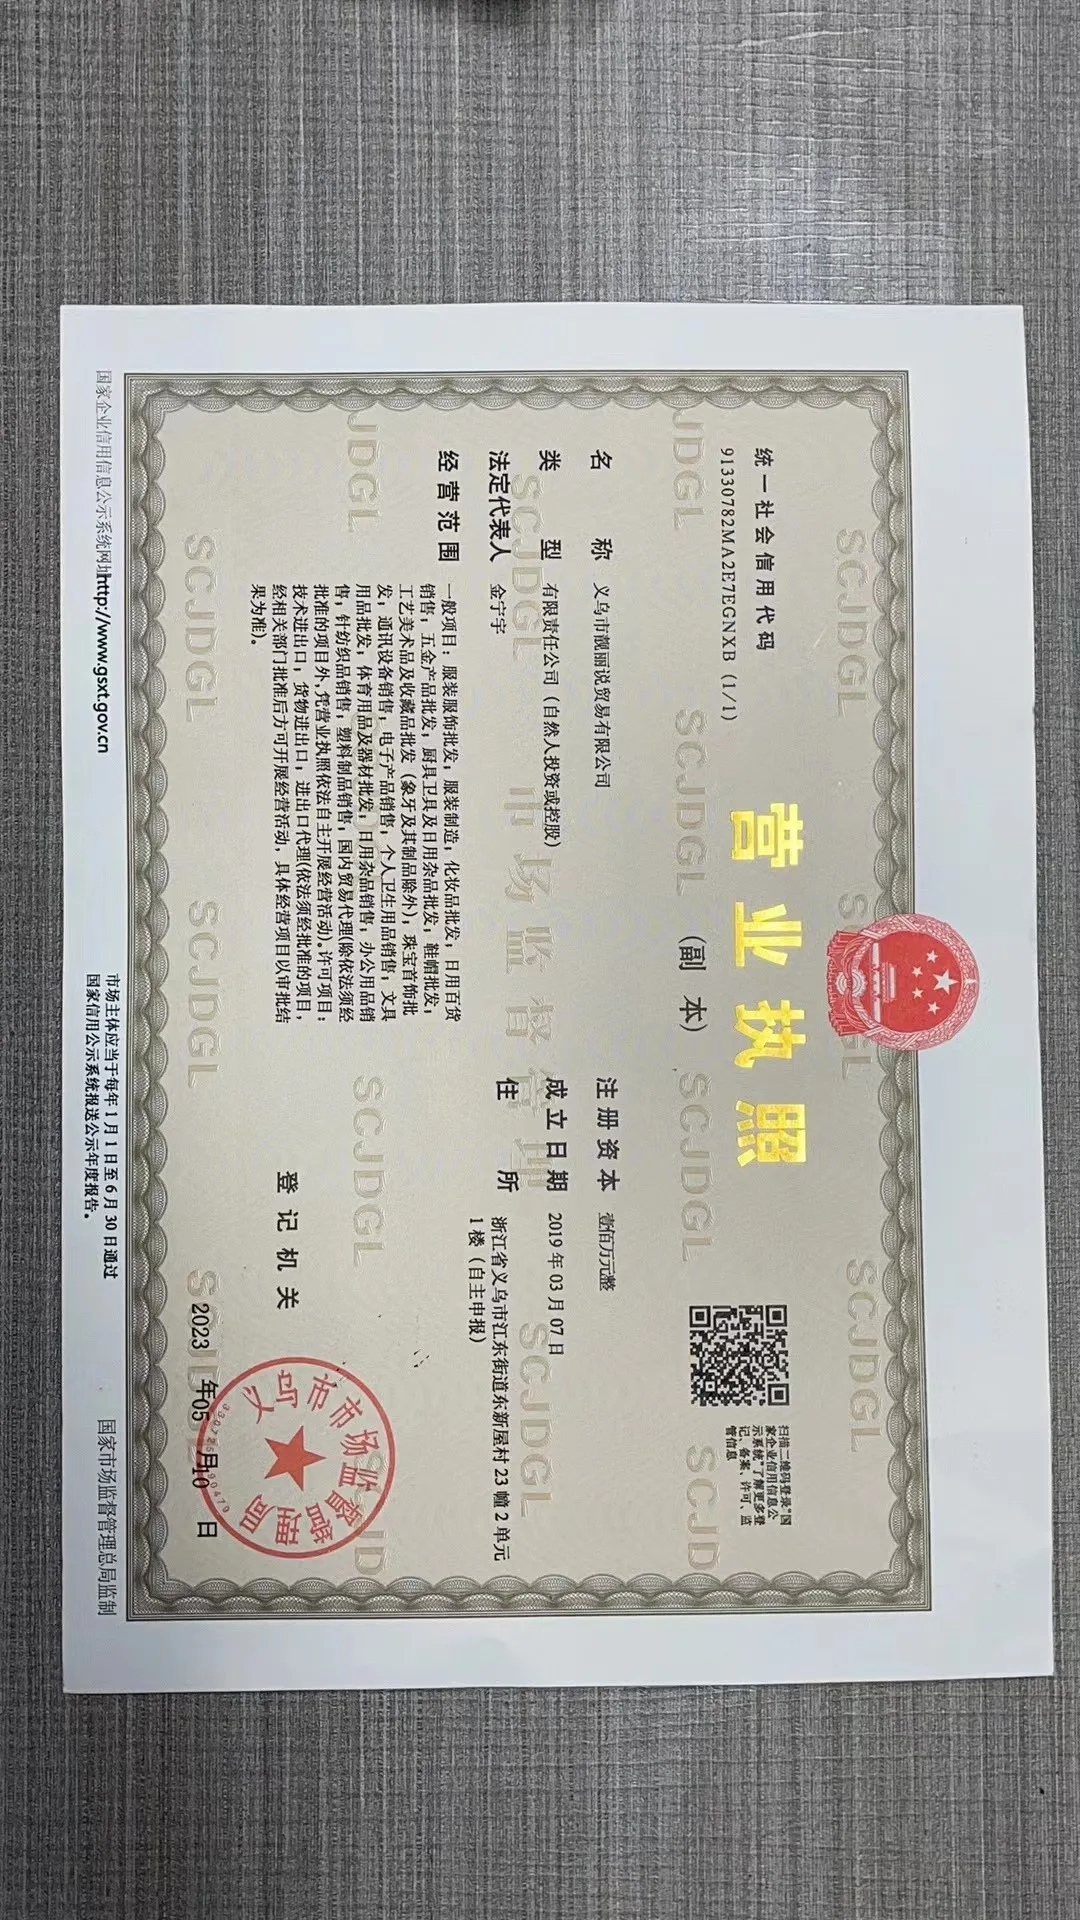 统一社会信用代码
91330782MA2E7EGNXB (1/1)
营业执照
(副 本)
扫描二维码登录“国
家企业信用信息公
示系统”了解更多登
记、备案、许可、监
管信息
名 称 义乌市靓丽说贸易有限公司
类 型 有限责任公司（自然人投资或控股）
法定代表人 金宇宇
经营范围 一般项目：服装服饰批发；服装制造；化妆品批发；日用百货
销售；五金产品批发；厨具卫具及日用杂品批发；鞋帽批发；
工艺美术品及收藏品批发（象牙及其制品除外）；珠宝首饰批
发；通讯设备销售；电子产品销售；个人卫生用品销售；文具
用品批发；体育用品及器材批发；日用杂品销售；办公用品销
售；针纺织品销售；塑料制品销售；国内贸易代理(除依法须经
批准的项目外,凭营业执照依法自主开展经营活动)。许可项目：
技术进出口；货物进出口；进出口代理(依法须经批准的项目，
经相关部门批准后方可开展经营活动，具体经营项目以审批结
果为准)。
注册资本 壹佰万元整
成立日期 2019年03月07日
住 所 浙江省义乌市江东街道东新屋村23幢2单元
1楼（自主申报）
登记机关
义乌市市场监督管理局
2023 年05 月10 日
国家企业信用信息公示系统网址http://www.gsxt.gov.cn
市场主体应当于每年1月1日至6月30日通过
国家信用公示系统报送公示年度报告。
国家市场监督管理总局监制
SCJDGL
市场监督管理